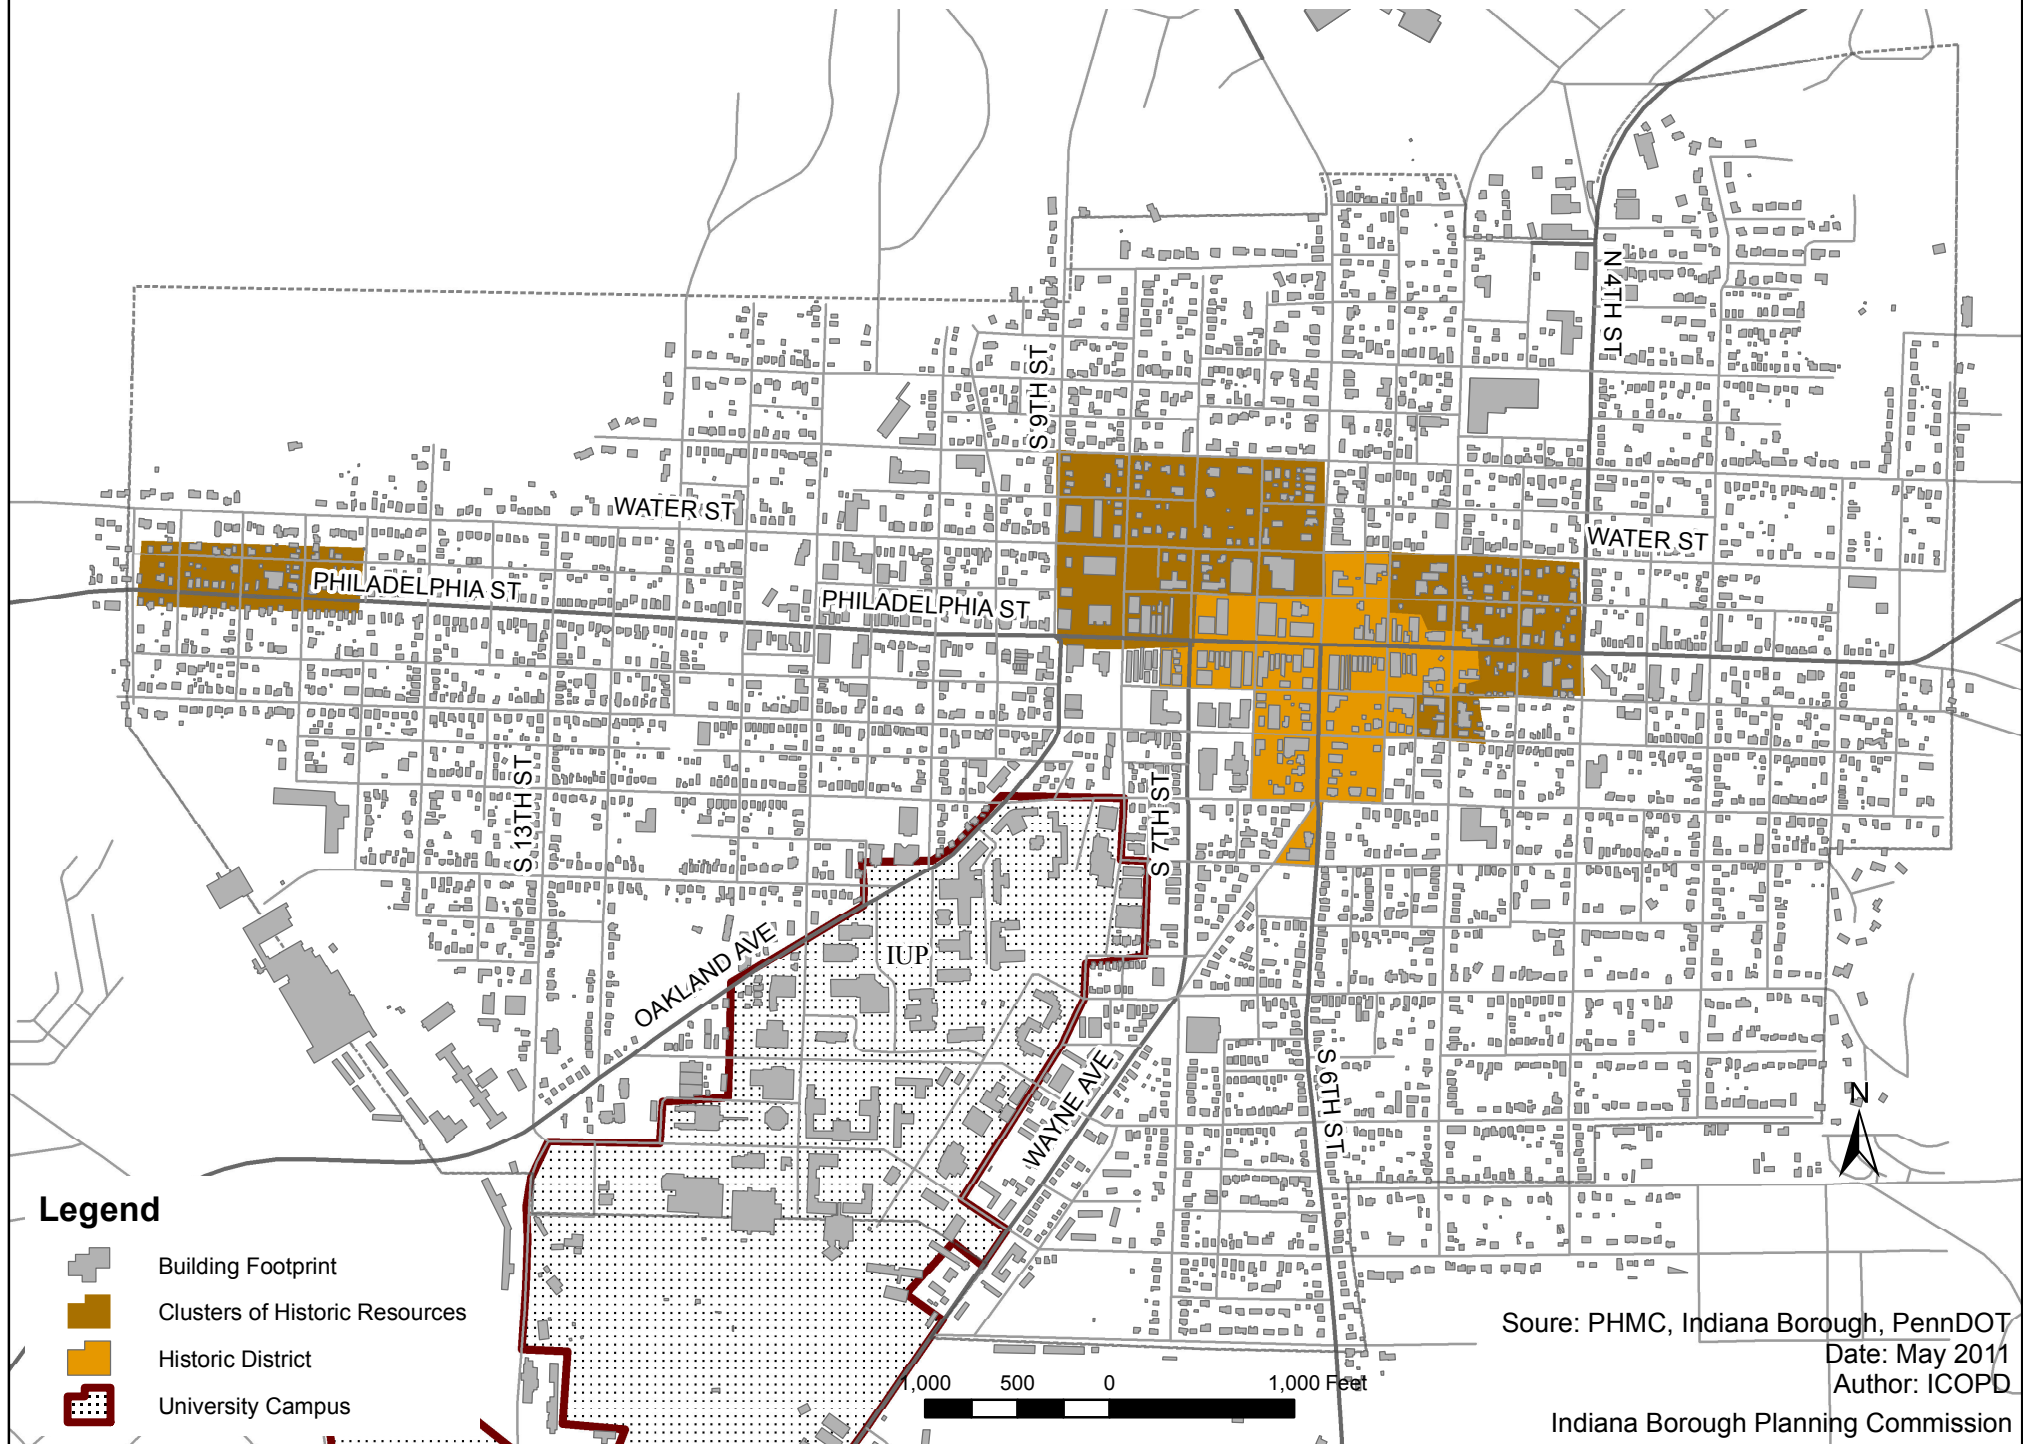 N 4TH ST
S 9TH ST
WATER ST
WATER ST
PHILADELPHIA ST
PHILADELPHIA ST
S 13TH ST
S 7TH ST
OAKLAND AVE
IUP
WAYNE AVE
S 6TH ST
N
Legend
Building Footprint
Clusters of Historic Resources
Historic District
University Campus
1,000 500 0 1,000 Feet
Soure: PHMC, Indiana Borough, PennDOT
Date: May 2011
Author: ICOPD
Indiana Borough Planning Commission